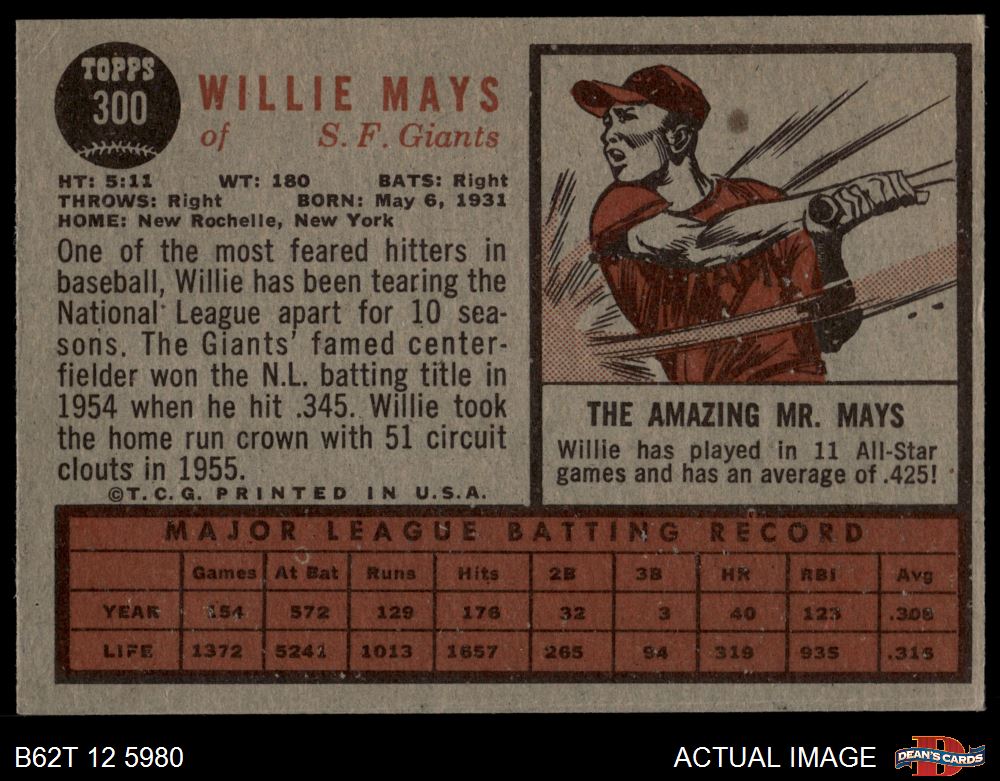 TOPPS
300
WILLIE MAYS
of S. F. Giants
HT: 5:11 WT: 180 BATS: Right
THROWS: Right BORN: May 6, 1931
HOME: New Rochelle, New York
One of the most feared hitters in
baseball, Willie has been tearing the
National League apart for 10 sea-
sons. The Giants' famed center-
fielder won the N.L. batting title in
1954 when he hit .345. Willie took
the home run crown with 51 circuit
clouts in 1955.
©T.C.G. PRINTED IN U.S.A.
THE AMAZING MR. MAYS
Willie has played in 11 All-Star
games and has an average of .425!
MAJOR LEAGUE BATTING RECORD
Games At Bat Runs Hits 2B 3B HR RBI Avg
YEAR 154 572 129 176 32 3 40 123 .308
LIFE 1372 5241 1013 1657 265 94 319 935 .315
B62T 12 5980
ACTUAL IMAGE
D
DEAN'S CARDS